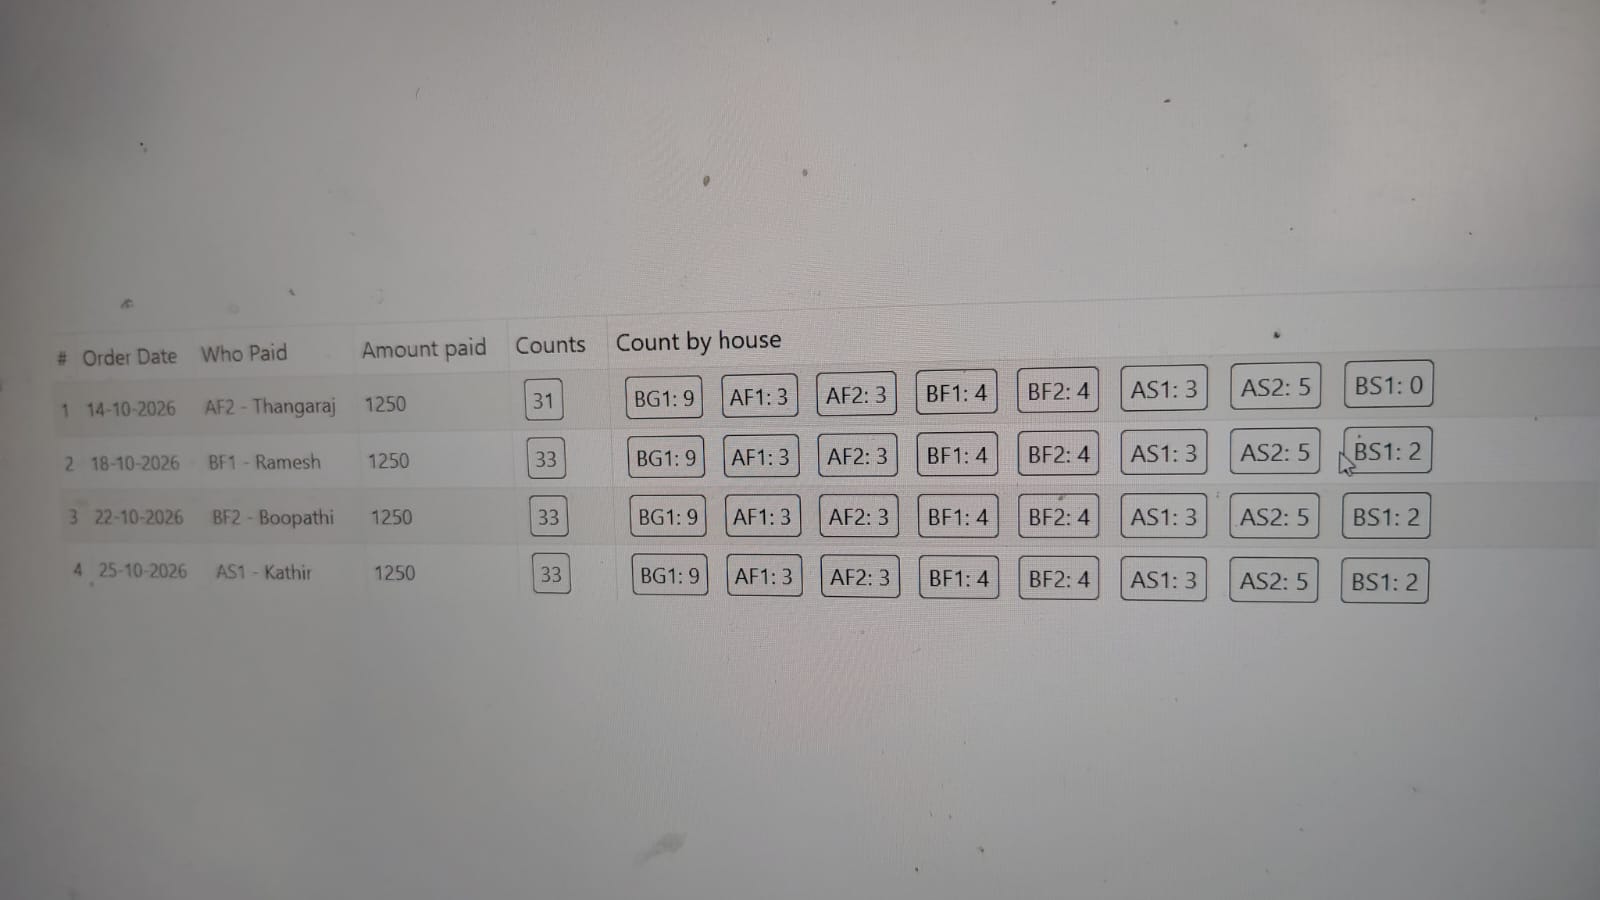 # Order Date Who Paid Amount paid Counts Count by house
1 14-10-2026 AF2 - Thangaraj 1250 31 BG1: 9 AF1: 3 AF2: 3 BF1: 4 BF2: 4 AS1: 3 AS2: 5 BS1: 0
2 18-10-2026 BF1 - Ramesh 1250 33 BG1: 9 AF1: 3 AF2: 3 BF1: 4 BF2: 4 AS1: 3 AS2: 5 BS1: 2
3 22-10-2026 BF2 - Boopathi 1250 33 BG1: 9 AF1: 3 AF2: 3 BF1: 4 BF2: 4 AS1: 3 AS2: 5 BS1: 2
4 25-10-2026 AS1 - Kathir 1250 33 BG1: 9 AF1: 3 AF2: 3 BF1: 4 BF2: 4 AS1: 3 AS2: 5 BS1: 2